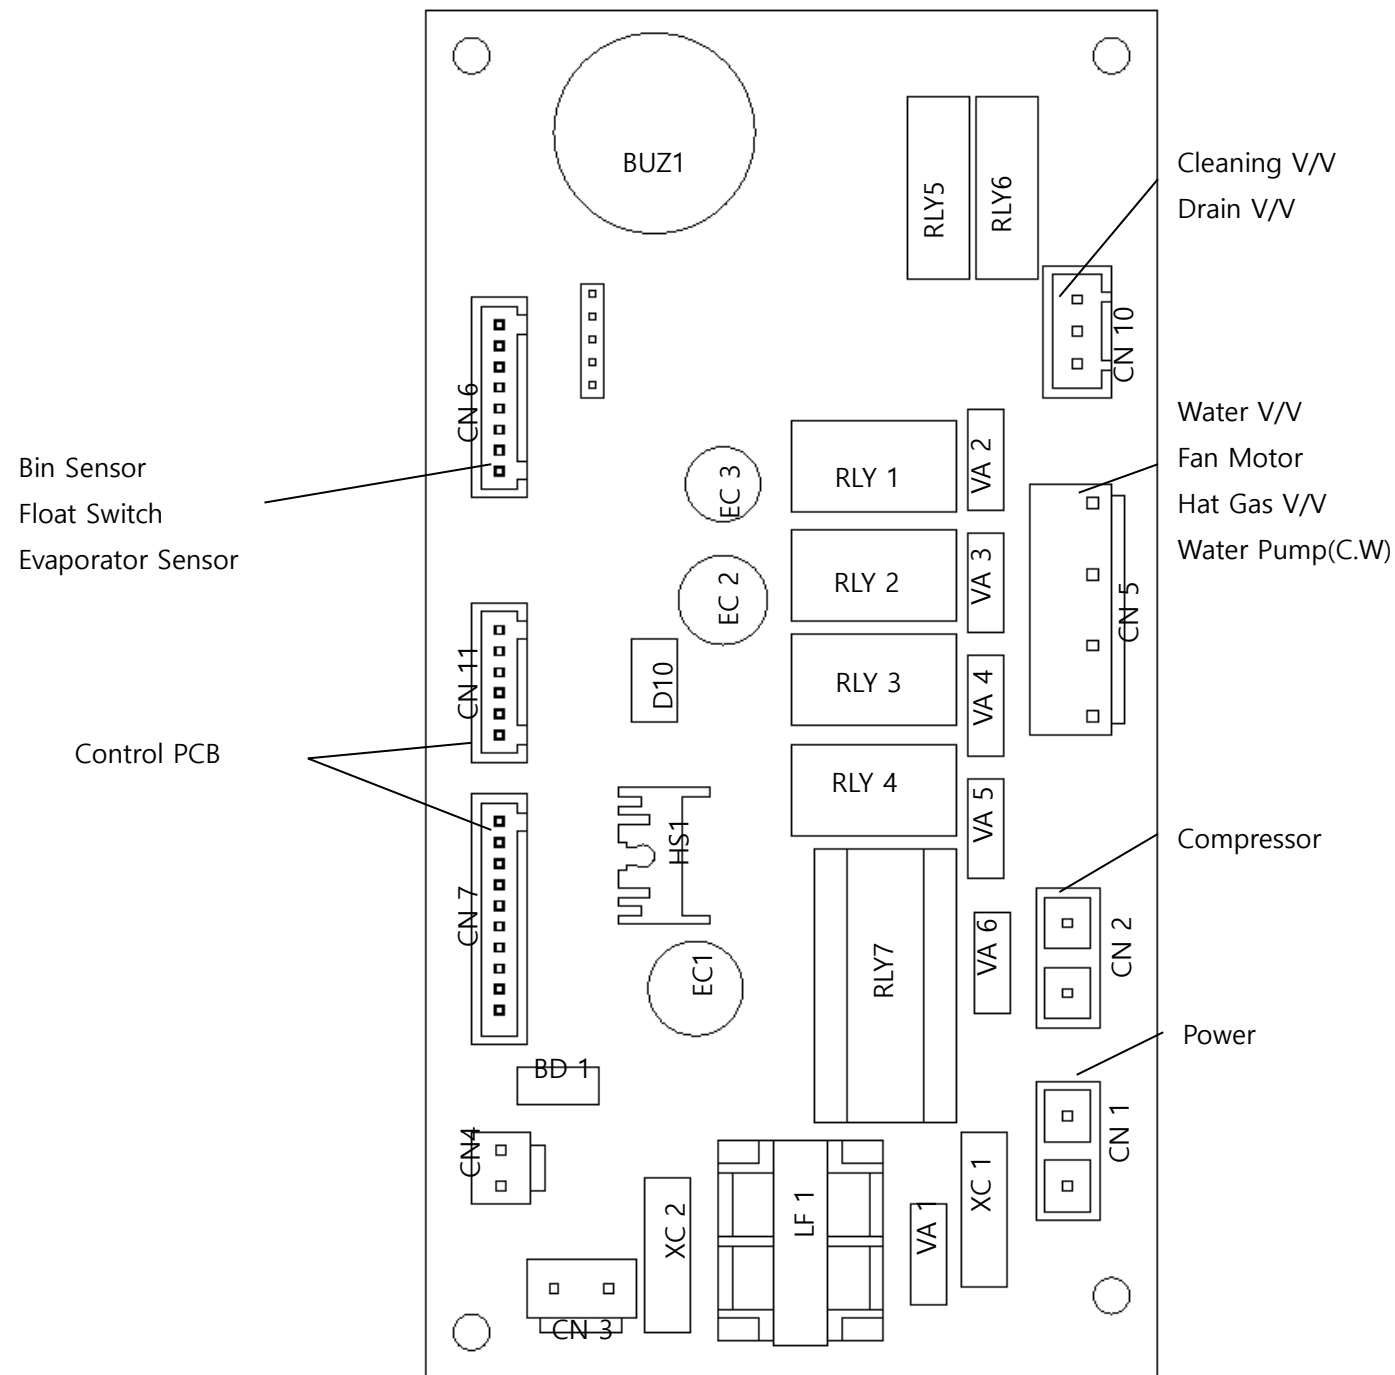 BUZ1
RLY5
RLY6
Cleaning V/V
Drain V/V
CN 10
CN 6
Water V/V
Fan Motor
Hat Gas V/V
Water Pump(C.W)
Bin Sensor
Float Switch
Evaporator Sensor
EC 3
RLY 1
VA 2
EC 2
RLY 2
VA 3
CN 5
CN 11
D10
RLY 3
VA 4
Control PCB
RLY 4
VA 5
HS1
Compressor
CN 7
EC1
RLY7
VA 6
CN 2
Power
BD 1
CN4
CN 1
XC 2
LF 1
VA 1
XC 1
CN 3